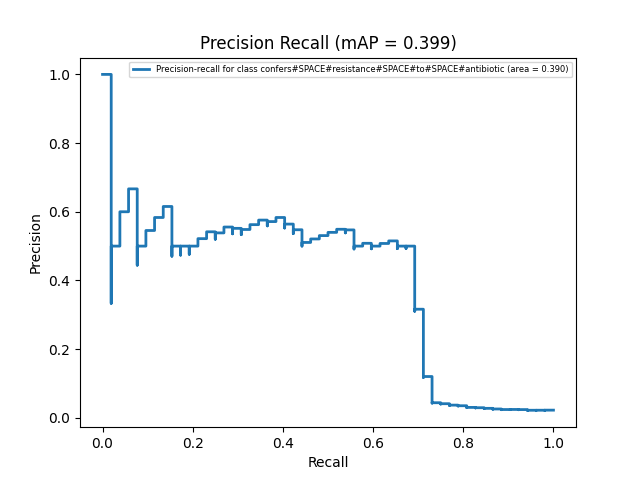 Precision Recall (mAP = 0.399)
Precision-recall for class confers#SPACE#resistance#SPACE#to#SPACE#antibiotic (area = 0.390)
1.0
0.8
0.6
0.4
0.2
0.0
Precision
0.0 0.2 0.4 0.6 0.8 1.0
Recall